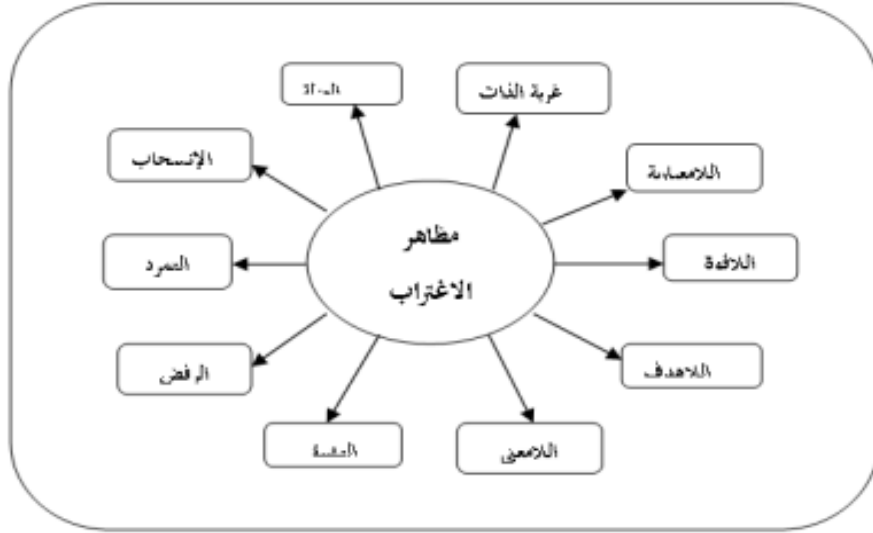 غربة الذات
الإنسحاب
اللامعيارية
مظاهر
الاغتراب
التمرد
اللاقوة
الرفض
اللاهدف
اللامعنى